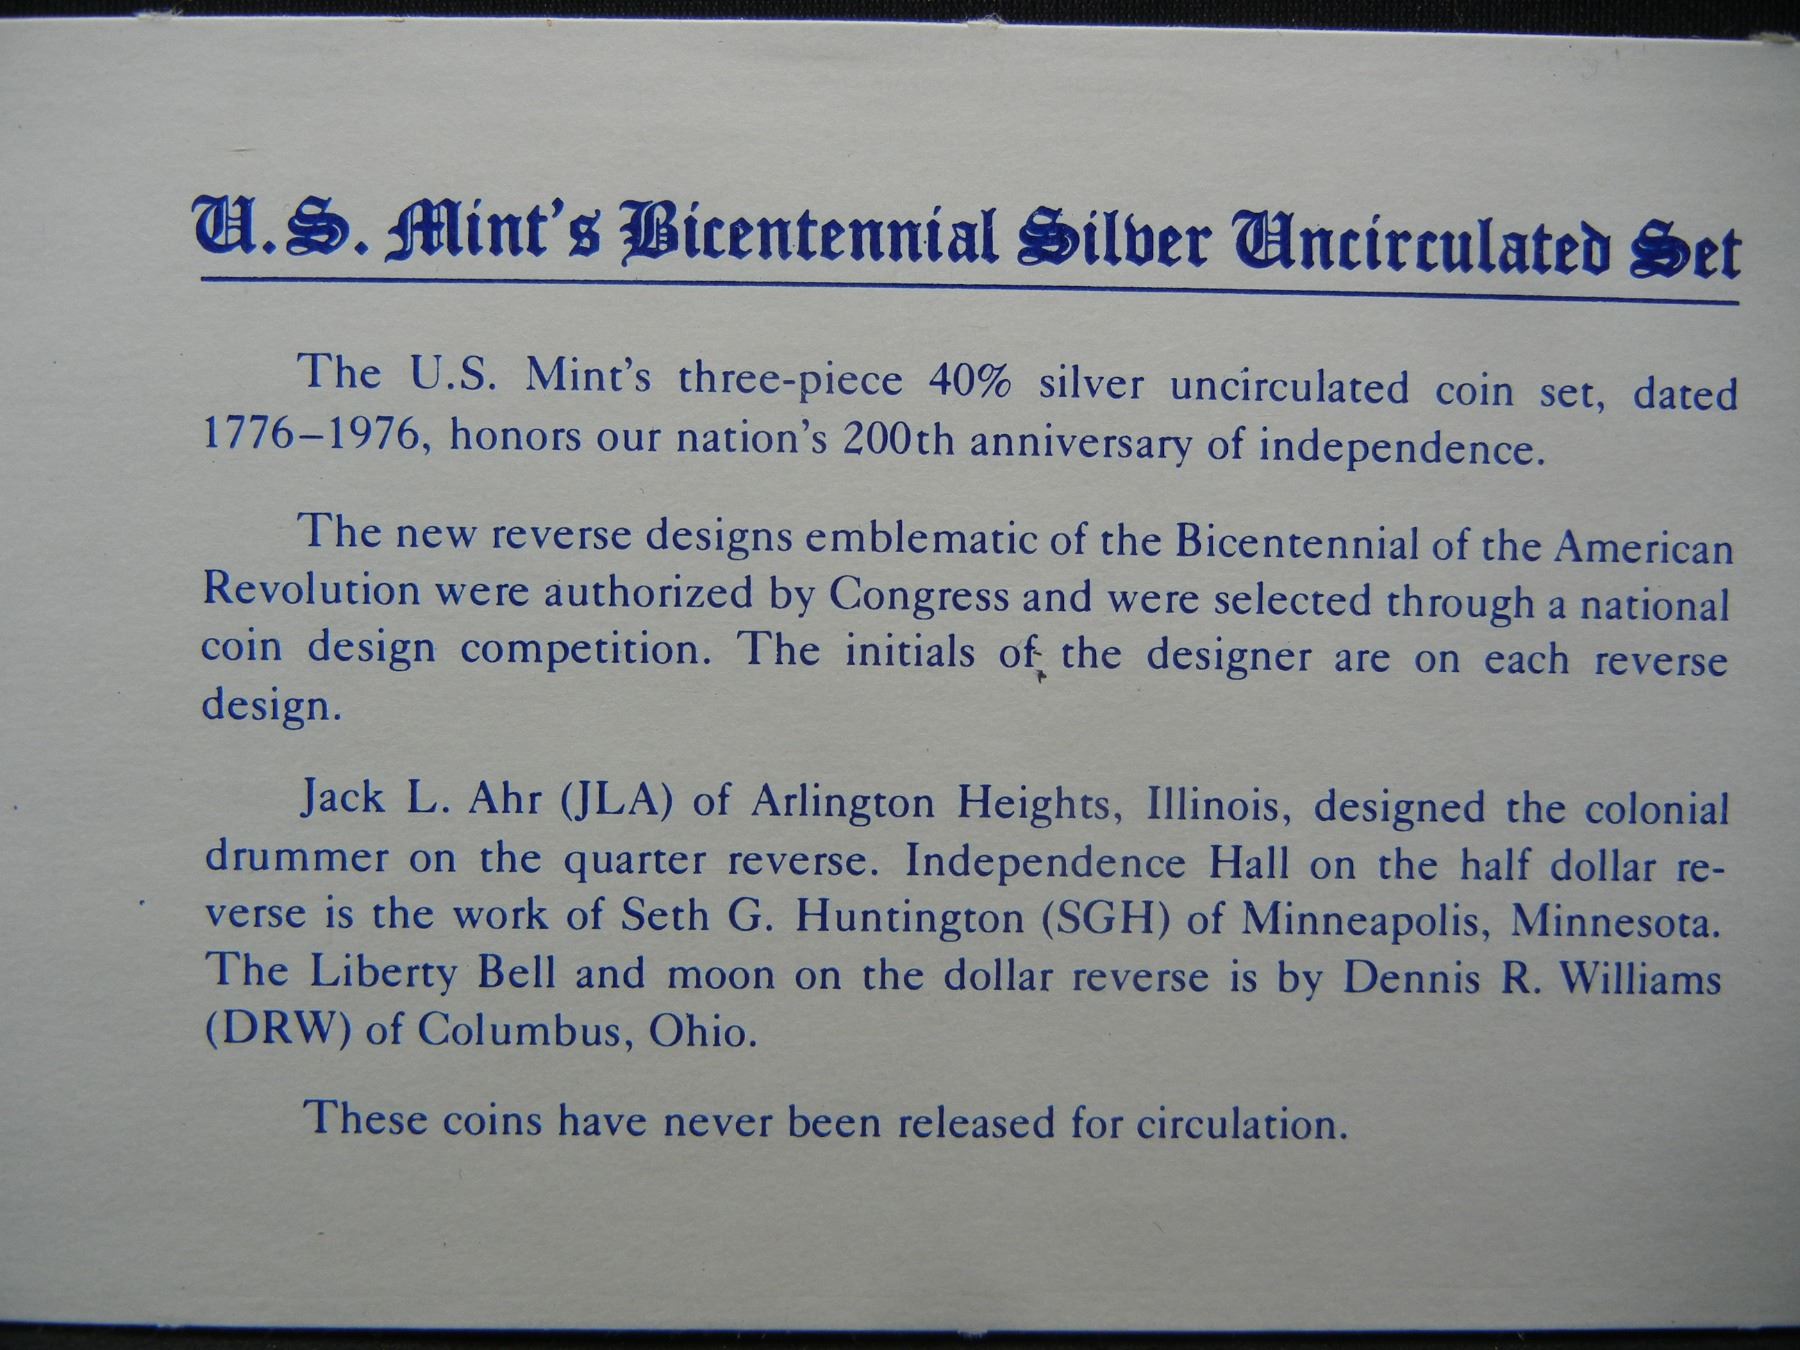 U.S. Mint's Bicentennial Silver Uncirculated Set
The U.S. Mint's three-piece 40% silver uncirculated coin set, dated
1776–1976, honors our nation's 200th anniversary of independence.
The new reverse designs emblematic of the Bicentennial of the American
Revolution were authorized by Congress and were selected through a national
coin design competition. The initials of the designer are on each reverse
design.
Jack L. Ahr (JLA) of Arlington Heights, Illinois, designed the colonial
drummer on the quarter reverse. Independence Hall on the half dollar re-
verse is the work of Seth G. Huntington (SGH) of Minneapolis, Minnesota.
The Liberty Bell and moon on the dollar reverse is by Dennis R. Williams
(DRW) of Columbus, Ohio.
These coins have never been released for circulation.